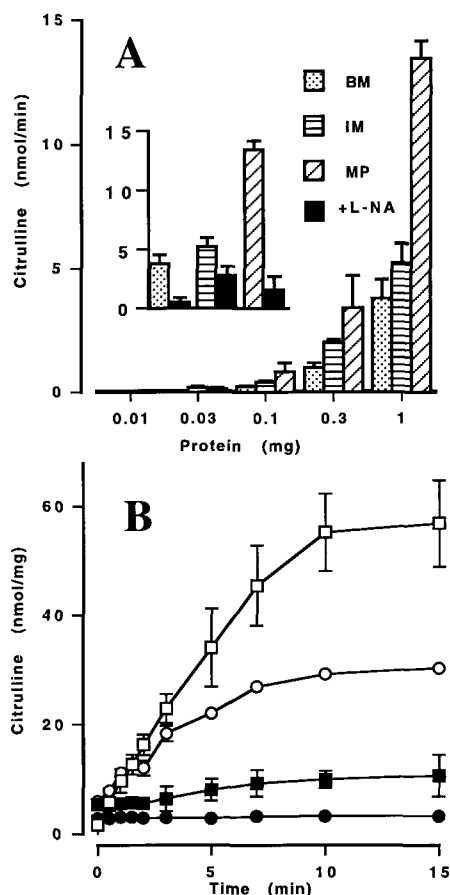 A
Citrulline (nmol/min)
15
10
5
0
BM
IM
MP
+L-NA
15
10
5
0
0.01 0.03 0.1 0.3 1
Protein (mg)
B
Citrulline (nmol/mg)
60
40
20
0
0 5 10 15
Time (min)